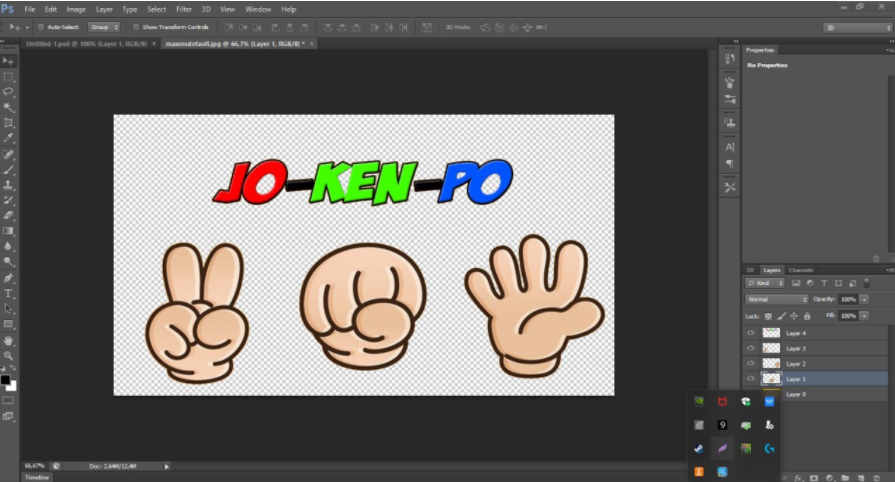 Ps File Edit Image Layer Type Select Filter 3D View Window Help
Auto-Select: Group Show Transform Controls 3D Mode: 3D
Untitled-1.psd @ 100% (Layer 1, RGB/8) × maxresdefault.jpg @ 66,7% (Layer 1, RGB/8) * ×
Properties
No Properties
JO-KEN-PO
3D Layers Channels
Kind
Normal Opacity: 100%
Lock: Fill: 100%
Layer 4
Layer 3
Layer 2
Layer 1
Layer 0
66,67% Doc: 2,64M/12,4M
Timeline